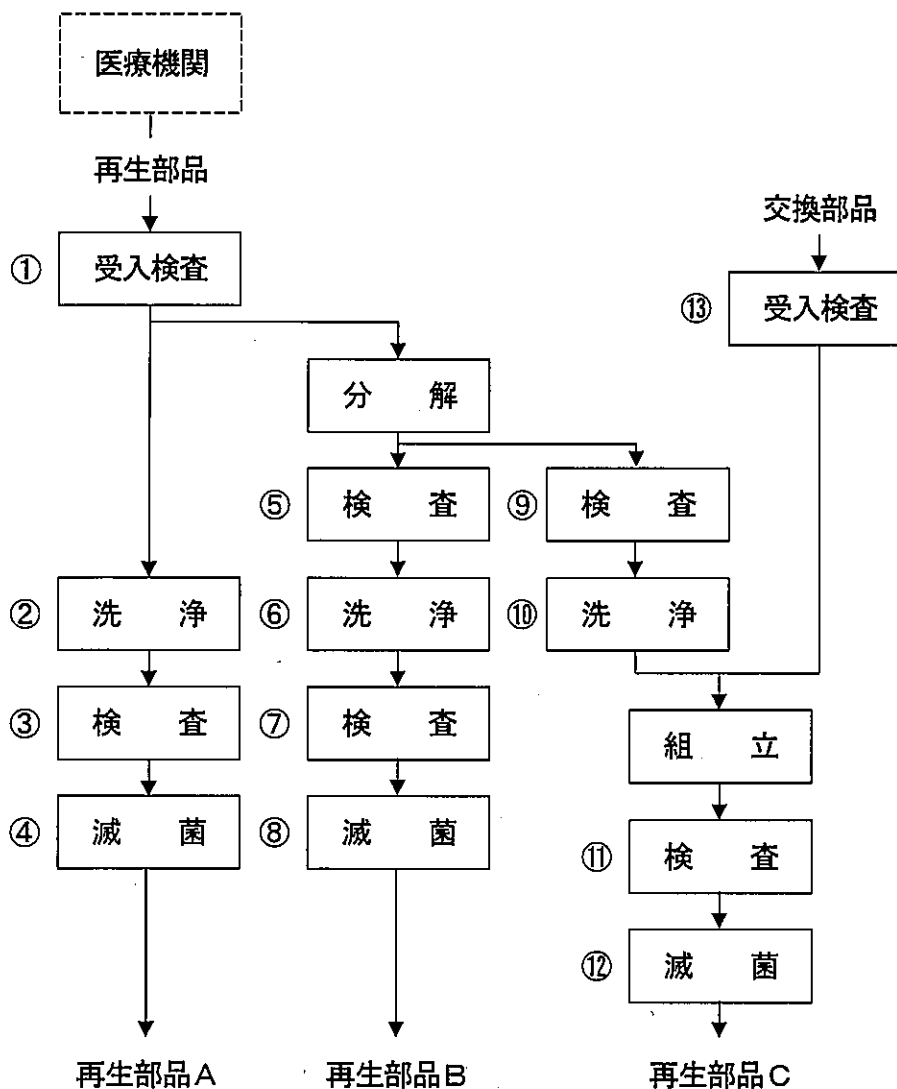 医療機関
再生部品
交換部品
① 受入検査
⑬ 受入検査
分 解
⑤ 検 査
⑨ 検 査
② 洗 浄
⑥ 洗 浄
⑩ 洗 浄
③ 検 査
⑦ 検 査
組 立
④ 滅 菌
⑧ 滅 菌
⑪ 検 査
⑫ 滅 菌
再生部品A
再生部品B
再生部品C